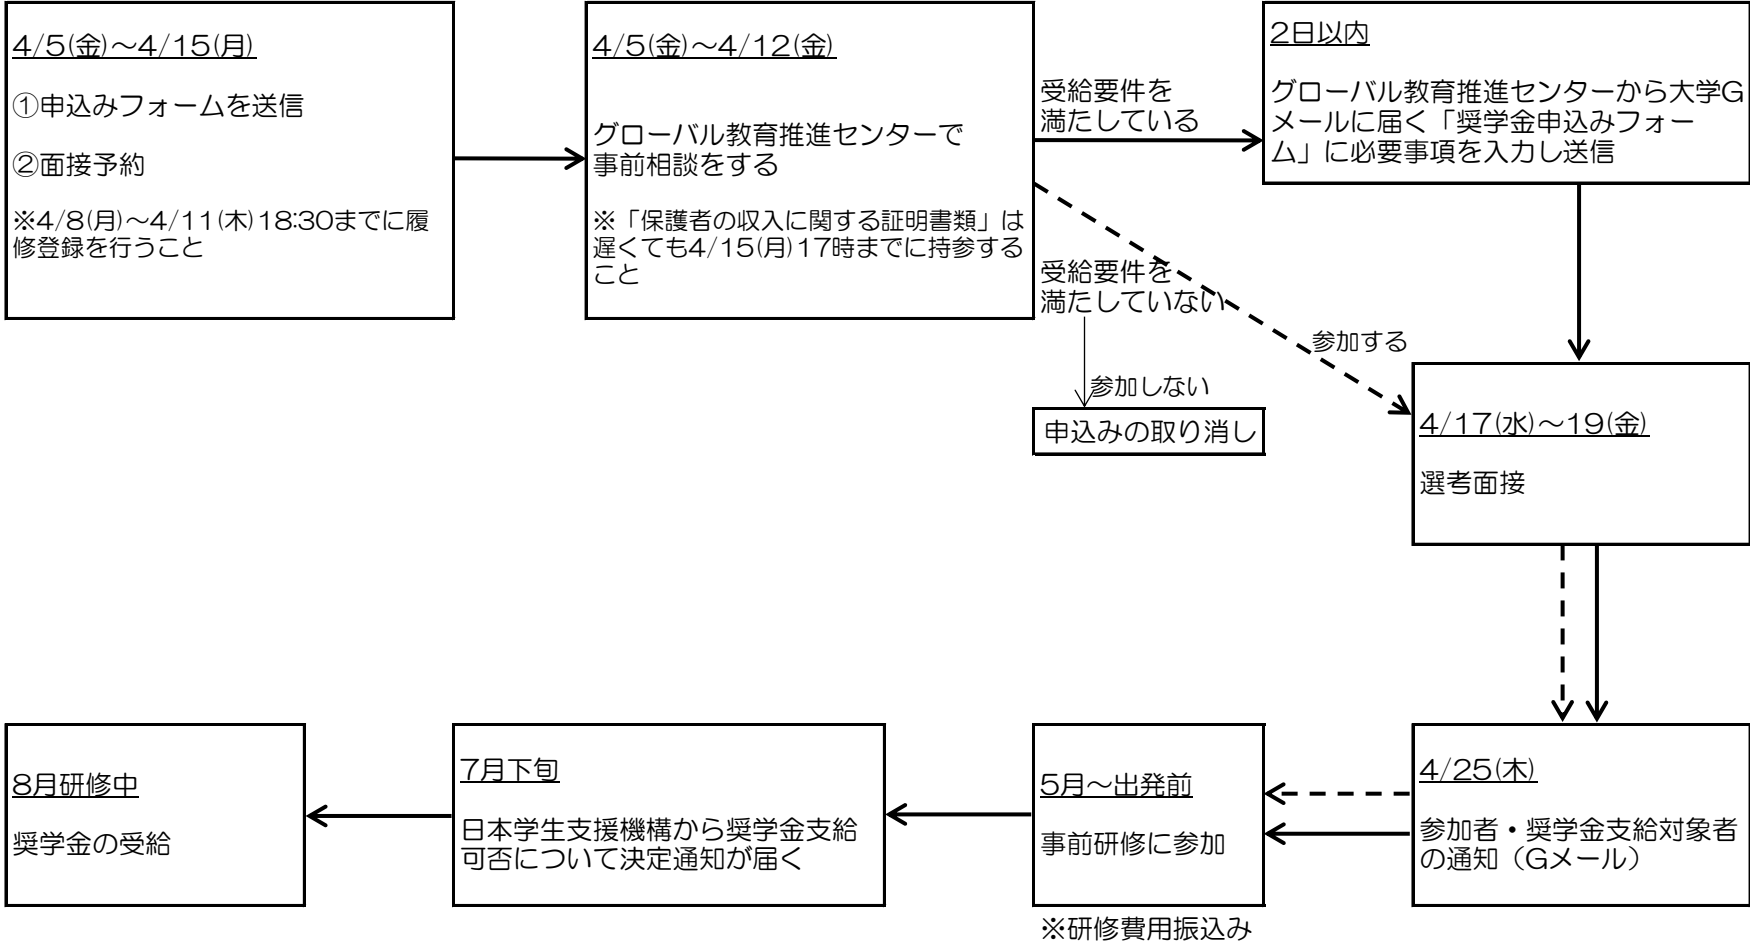 4/5(金)～4/15(月)
①申込みフォームを送信
②面接予約
※4/8(月)～4/11(木)18:30までに履
修登録を行うこと
4/5(金)～4/12(金)
グローバル教育推進センターで
事前相談をする
※「保護者の収入に関する証明書類」は
遅くても4/15(月)17時までに持参する
こと
受給要件を
満たしている
2日以内
グローバル教育推進センターから大学G
メールに届く「奨学金申込みフォー
ム」に必要事項を入力し送信
受給要件を
満たしていない
参加する
参加しない
申込みの取り消し
4/17(水)～19(金)
選考面接
4/25(木)
参加者・奨学金支給対象者
の通知（Gメール）
5月～出発前
事前研修に参加
※研修費用振込み
7月下旬
日本学生支援機構から奨学金支給
可否について決定通知が届く
8月研修中
奨学金の受給